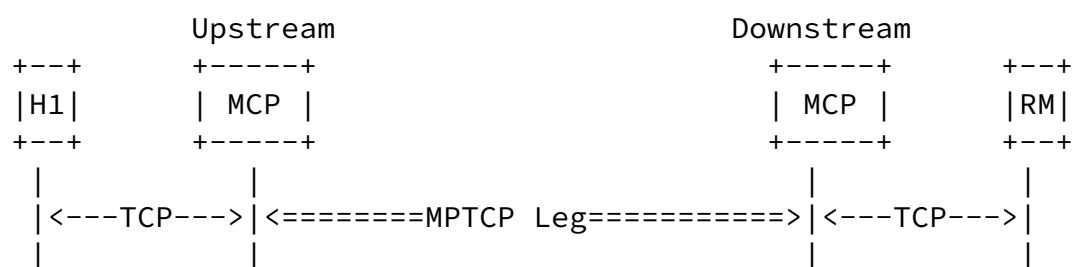 Upstream                          Downstream
+--+       +-----+                            +-----+      +--+
|H1|       | MCP |                            | MCP |      |RM|
+--+       +-----+                            +-----+      +--+
 |            |                                 |            |
 |<---TCP--->|<========MPTCP Leg===========>|<---TCP--->|
 |            |                                 |            |